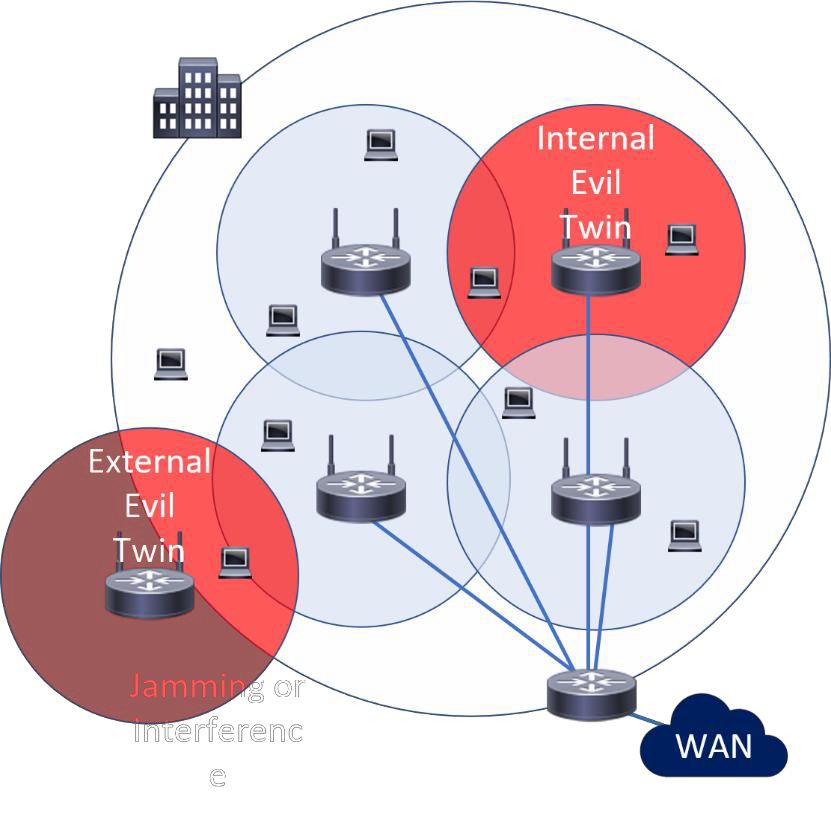 Internal
Evil
Twin
External
Evil
Twin
Jamming or
Interferenc
e
WAN